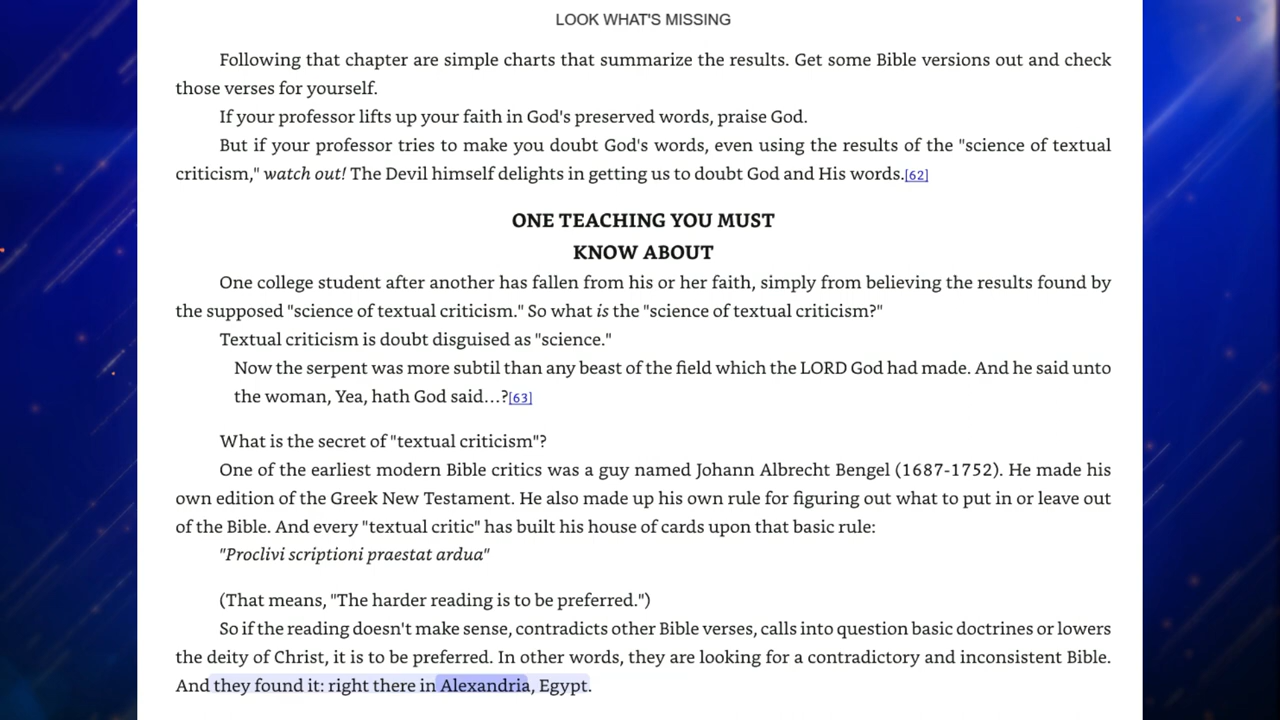 LOOK WHAT'S MISSING
Following that chapter are simple charts that summarize the results. Get some Bible versions out and check
those verses for yourself.
If your professor lifts up your faith in God's preserved words, praise God.
But if your professor tries to make you doubt God's words, even using the results of the "science of textual
criticism," watch out! The Devil himself delights in getting us to doubt God and His words.[62]
ONE TEACHING YOU MUST
KNOW ABOUT
One college student after another has fallen from his or her faith, simply from believing the results found by
the supposed "science of textual criticism." So what is the "science of textual criticism?"
Textual criticism is doubt disguised as "science."
Now the serpent was more subtil than any beast of the field which the LORD God had made. And he said unto
the woman, Yea, hath God said…?[63]
What is the secret of "textual criticism"?
One of the earliest modern Bible critics was a guy named Johann Albrecht Bengel (1687-1752). He made his
own edition of the Greek New Testament. He also made up his own rule for figuring out what to put in or leave out
of the Bible. And every "textual critic" has built his house of cards upon that basic rule:
"Proclivi scriptioni praestat ardua"
(That means, "The harder reading is to be preferred.")
So if the reading doesn't make sense, contradicts other Bible verses, calls into question basic doctrines or lowers
the deity of Christ, it is to be preferred. In other words, they are looking for a contradictory and inconsistent Bible.
And they found it: right there in Alexandria, Egypt.